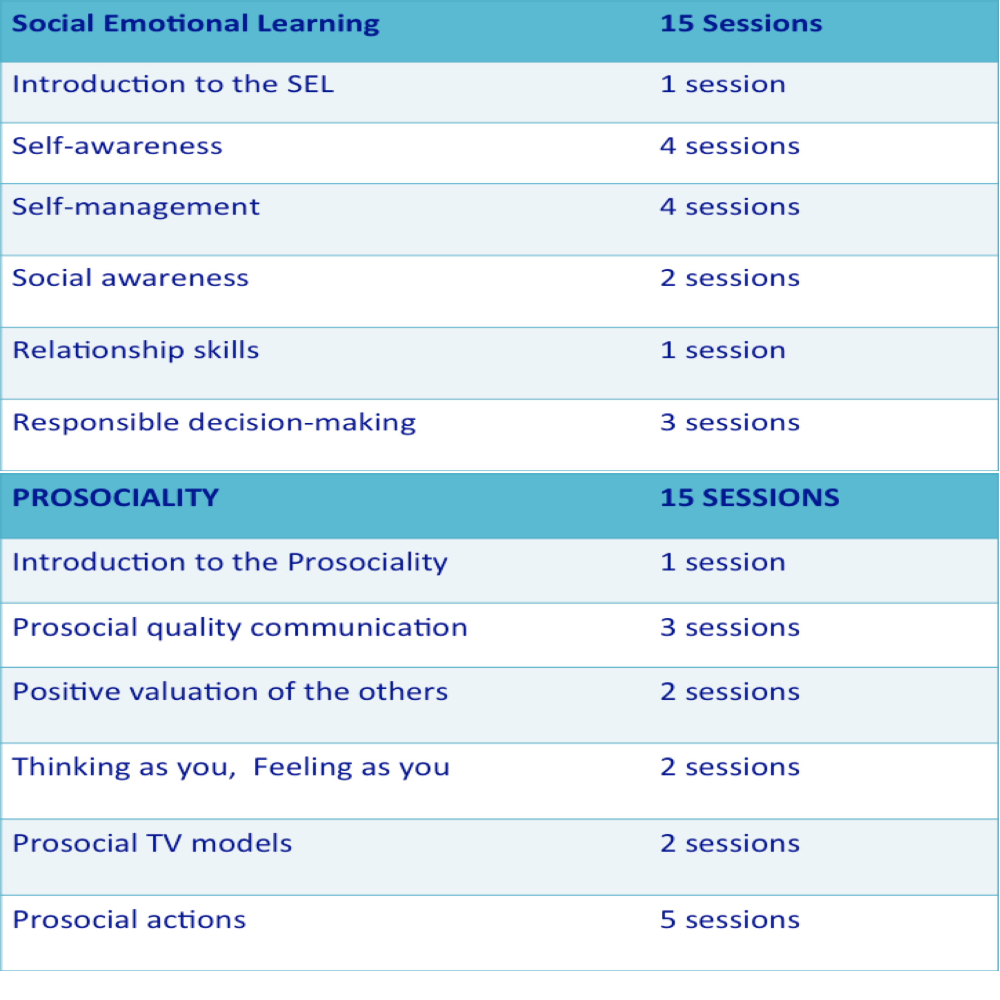 Social Emotional Learning 15 Sessions
Introduction to the SEL 1 session
Self-awareness 4 sessions
Self-management 4 sessions
Social awareness 2 sessions
Relationship skills 1 session
Responsible decision-making 3 sessions
PROSOCIALITY 15 SESSIONS
Introduction to the Prosociality 1 session
Prosocial quality communication 3 sessions
Positive valuation of the others 2 sessions
Thinking as you,  Feeling as you 2 sessions
Prosocial TV models 2 sessions
Prosocial actions 5 sessions